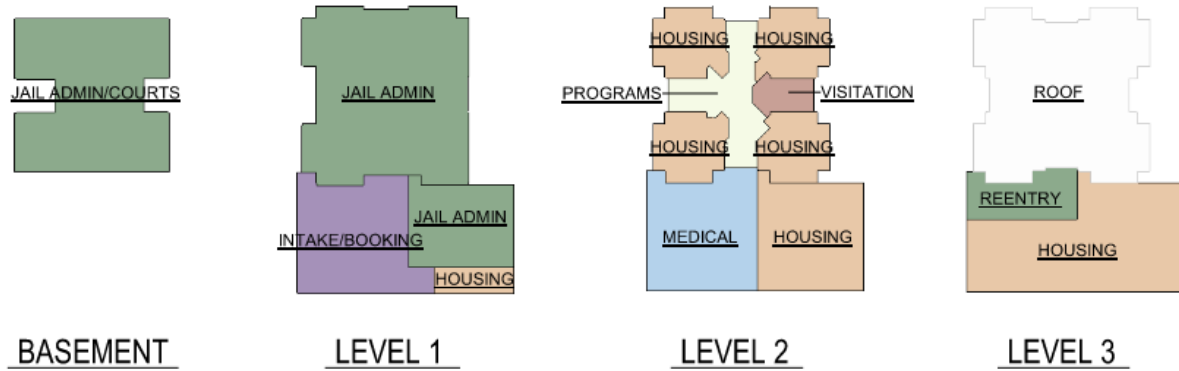 HOUSING HOUSING
JAIL ADMIN/COURTS
JAIL ADMIN
PROGRAMS
VISITATION
ROOF
HOUSING HOUSING
REENTRY
JAIL ADMIN
INTAKE/BOOKING
MEDICAL
HOUSING
HOUSING
HOUSING
BASEMENT
LEVEL 1
LEVEL 2
LEVEL 3